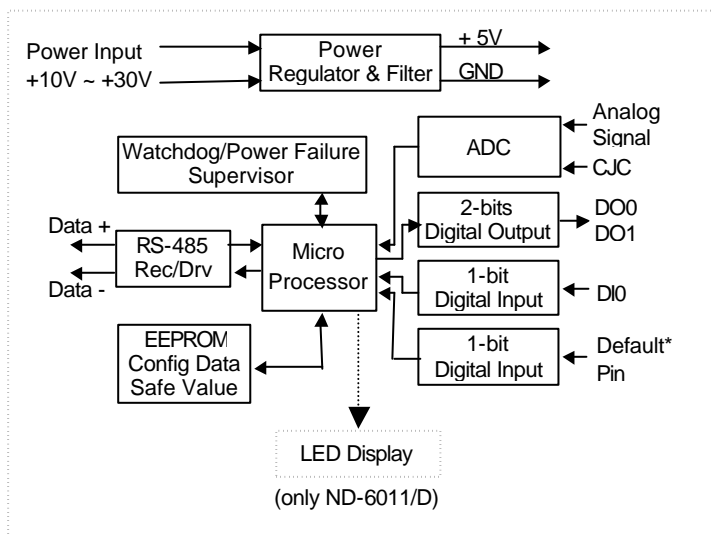 Power Input
+10V ~ +30V
Power
Regulator & Filter
+ 5V
GND
Watchdog/Power Failure
Supervisor
ADC
Analog
Signal
CJC
Data +
Data -
RS-485
Rec/Drv
Micro
Processor
2-bits
Digital Output
DO0
DO1
1-bit
Digital Input
DI0
EEPROM
Config Data
Safe Value
1-bit
Digital Input
Default*
Pin
LED Display
(only ND-6011/D)